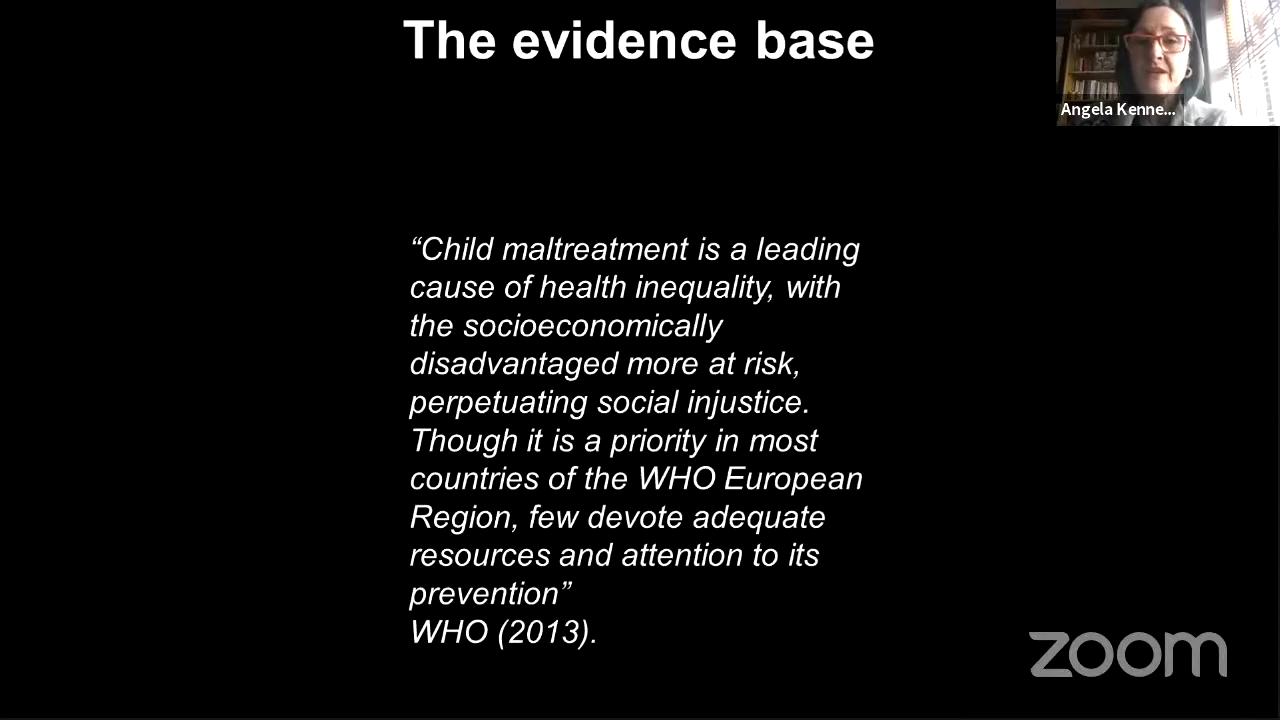 The evidence base
Angela Kenne...
“Child maltreatment is a leading
cause of health inequality, with
the socioeconomically
disadvantaged more at risk,
perpetuating social injustice.
Though it is a priority in most
countries of the WHO European
Region, few devote adequate
resources and attention to its
prevention”
WHO (2013).
zoom